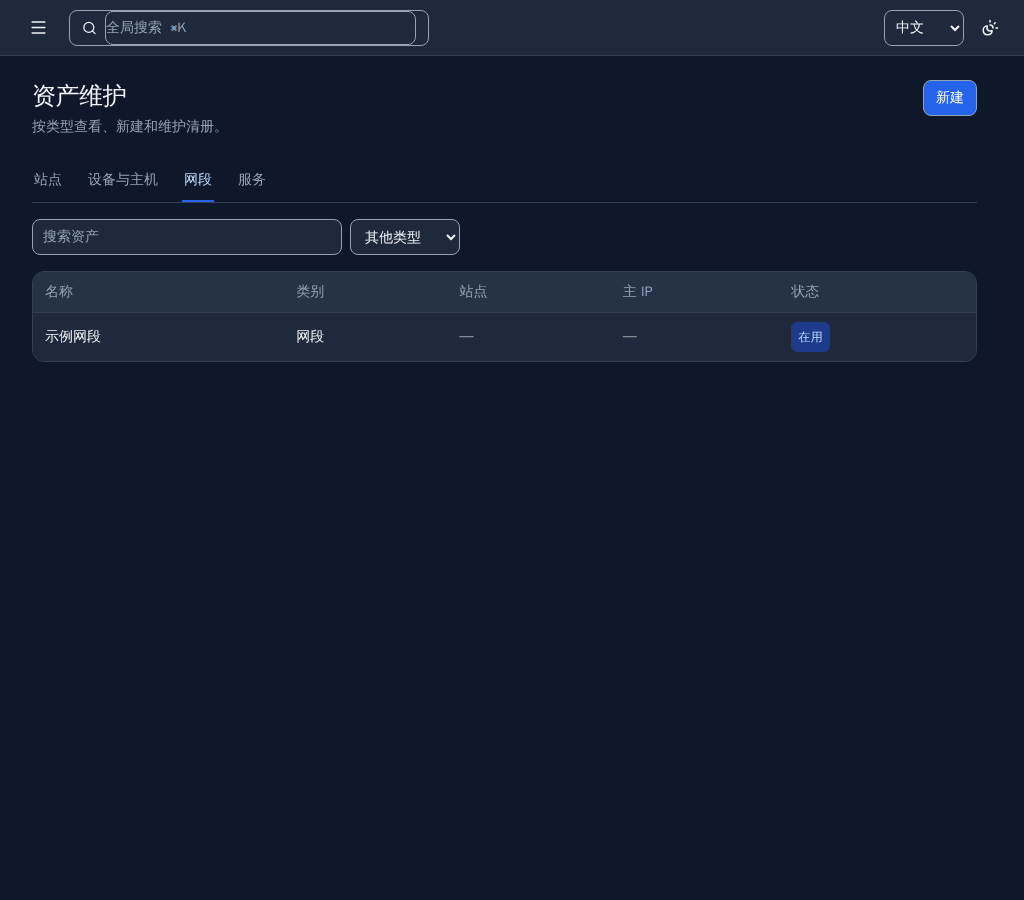 全局搜索 ⌘K
中文
资产维护
新建
按类型查看、新建和维护清册。
站点 设备与主机 网段 服务
搜索资产
其他类型
名称 类别 站点 主 IP 状态
示例网段 网段 — — 在用